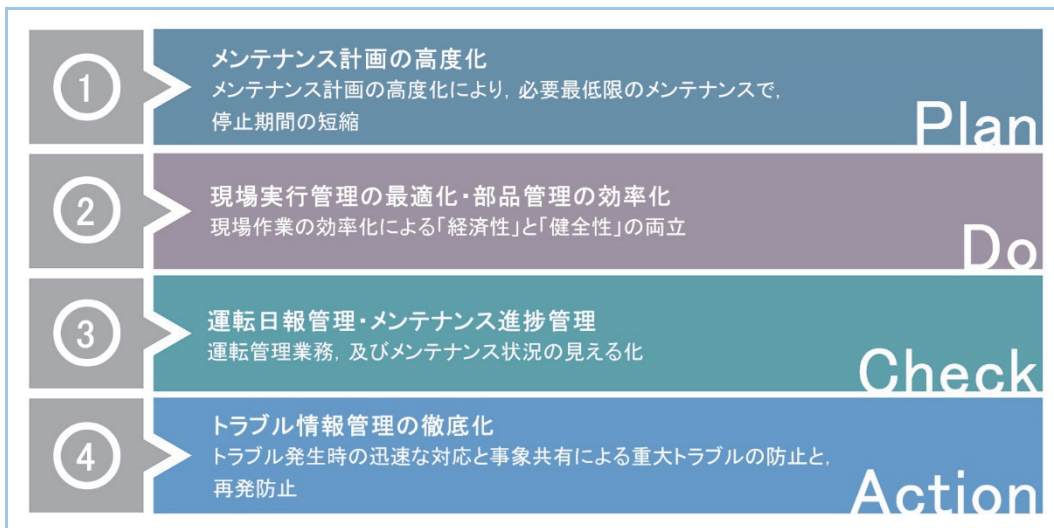 1
メンテナンス計画の高度化
メンテナンス計画の高度化により, 必要最低限のメンテナンスで,
停止期間の短縮
Plan
2
現場実行管理の最適化・部品管理の効率化
現場作業の効率化による「経済性」と「健全性」の両立
Do
3
運転日報管理・メンテナンス進捗管理
運転管理業務, 及びメンテナンス状況の見える化
Check
4
トラブル情報管理の徹底化
トラブル発生時の迅速な対応と事象共有による重大トラブルの防止と,
再発防止
Action